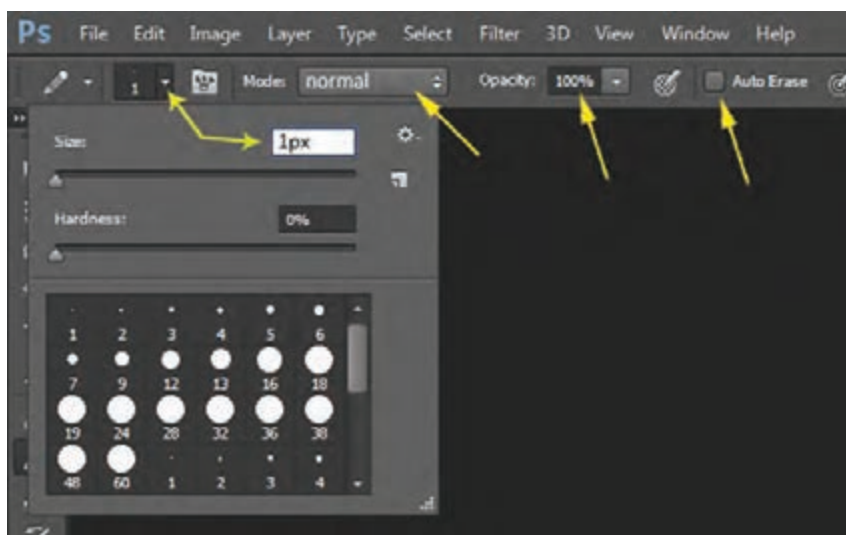 Ps File Edit Image Layer Type Select Filter 3D View Window Help
1 Mode: normal Opacity: 100% Auto Erase
Size: 1px
Hardness: 0%
1 2 3 4 5 6
7 9 12 13 16 18
19 24 28 32 36 38
48 60 1 2 3 4